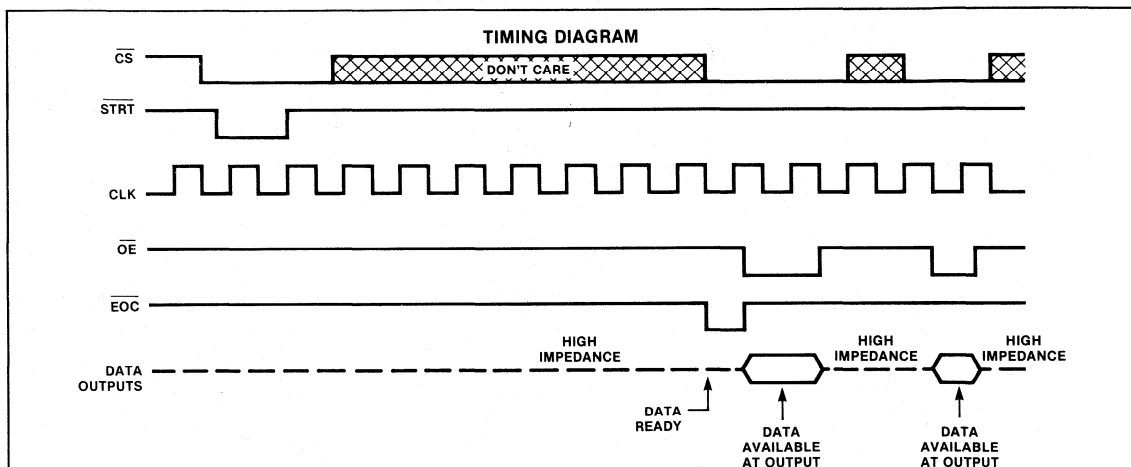 TIMING DIAGRAM
CS
DON'T CARE
STRT
CLK
OE
EOC
HIGH
IMPEDANCE
HIGH
IMPEDANCE
HIGH
IMPEDANCE
DATA
OUTPUTS
DATA
READY
DATA
AVAILABLE
AT OUTPUT
DATA
AVAILABLE
AT OUTPUT